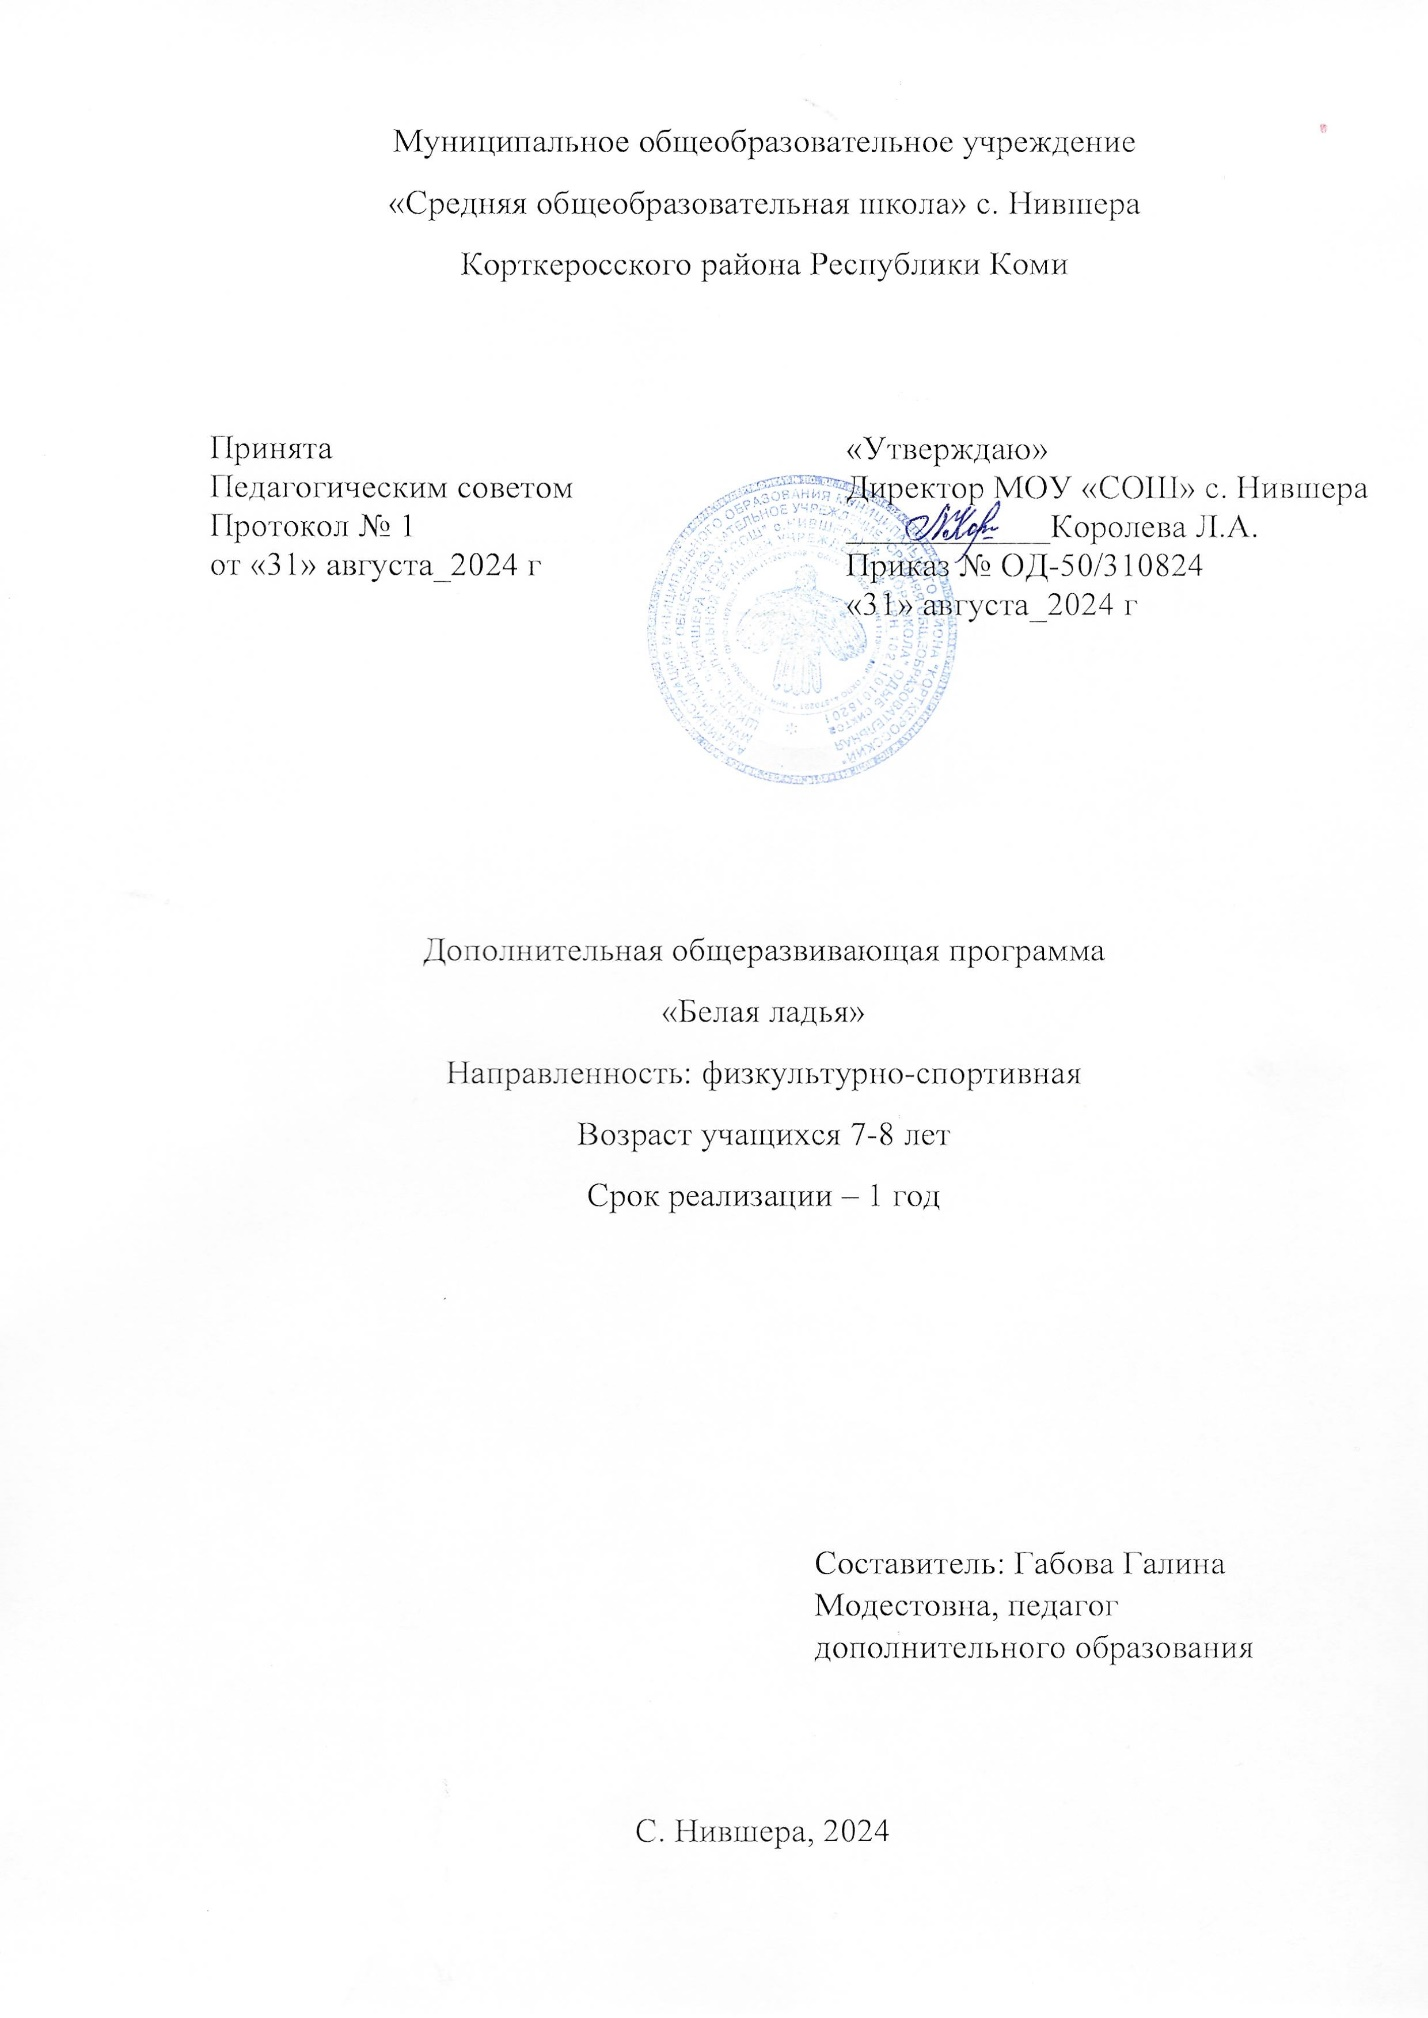 Муниципальное общеобразовательное учреждение
«Средняя общеобразовательная школа» с. Нившера
Корткеросского района Республики Коми
Принята
Педагогическим советом
Протокол № 1
от «31» августа_2024 г
«Утверждаю»
Директор МОУ «СОШ» с. Нившера
____________Королева Л.А.
Приказ № ОД-50/310824
«31» августа_2024 г
Дополнительная общеразвивающая программа
«Белая ладья»
Направленность: физкультурно-спортивная
Возраст учащихся 7-8 лет
Срок реализации – 1 год
Составитель: Габова Галина
Модестовна, педагог
дополнительного образования
С. Нившера, 2024